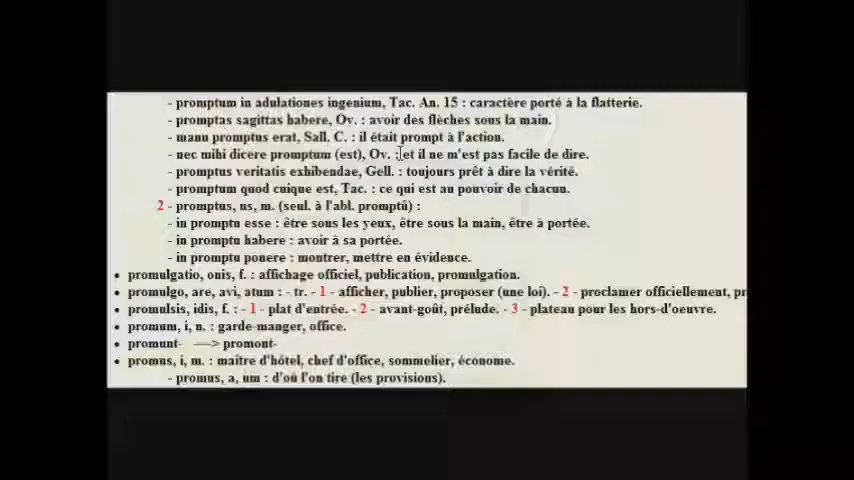 - promptum in adulationes ingenium, Tac. An. 15 : caractère porté à la flatterie.
- promptas sagittas habere, Ov. : avoir des flèches sous la main.
- manu promptus erat, Sall. C. : il était prompt à l'action.
- nec mihi dicere promptum (est), Ov. : et il ne m'est pas facile de dire.
- promptus veritatis exhibendae, Gell. : toujours prêt à dire la vérité.
- promptum quod cuique est, Tac. : ce qui est au pouvoir de chacun.
2 - promptus, us, m. (seul. à l'abl. promptū) :
- in promptu esse : être sous les yeux, être sous la main, être à portée.
- in promptu habere : avoir à sa portée.
- in promptu ponere : montrer, mettre en évidence.
• promulgatio, onis, f. : affichage officiel, publication, promulgation.
• promulgo, are, avi, atum : - tr. - 1 - afficher, publier, proposer (une loi). - 2 - proclamer officiellement, pr
• promulsis, idis, f. : - 1 - plat d'entrée. - 2 - avant-goût, prélude. - 3 - plateau pour les hors-d'oeuvre.
• promum, i, n. : garde-manger, office.
• promunt- ----> promont-
• promus, i, m. : maître d'hôtel, chef d'office, sommelier, économe.
- promus, a, um : d'où l'on tire (les provisions).